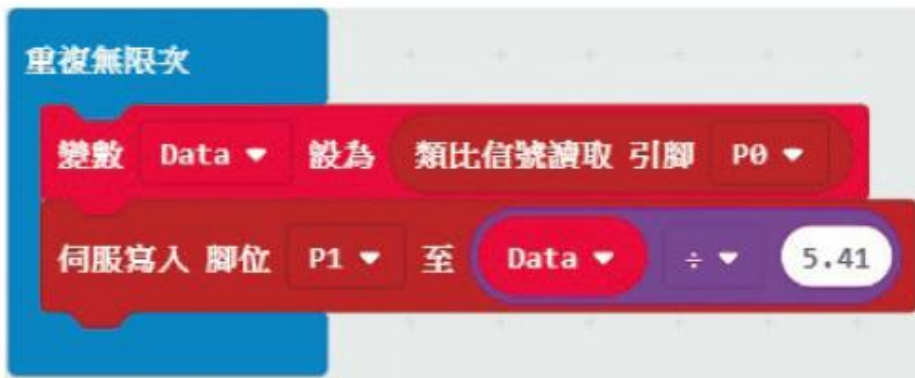 重複無限次
變數 Data 設為 類比信號讀取 引腳 P0
伺服寫入 腳位 P1 至 Data ÷ 5.41